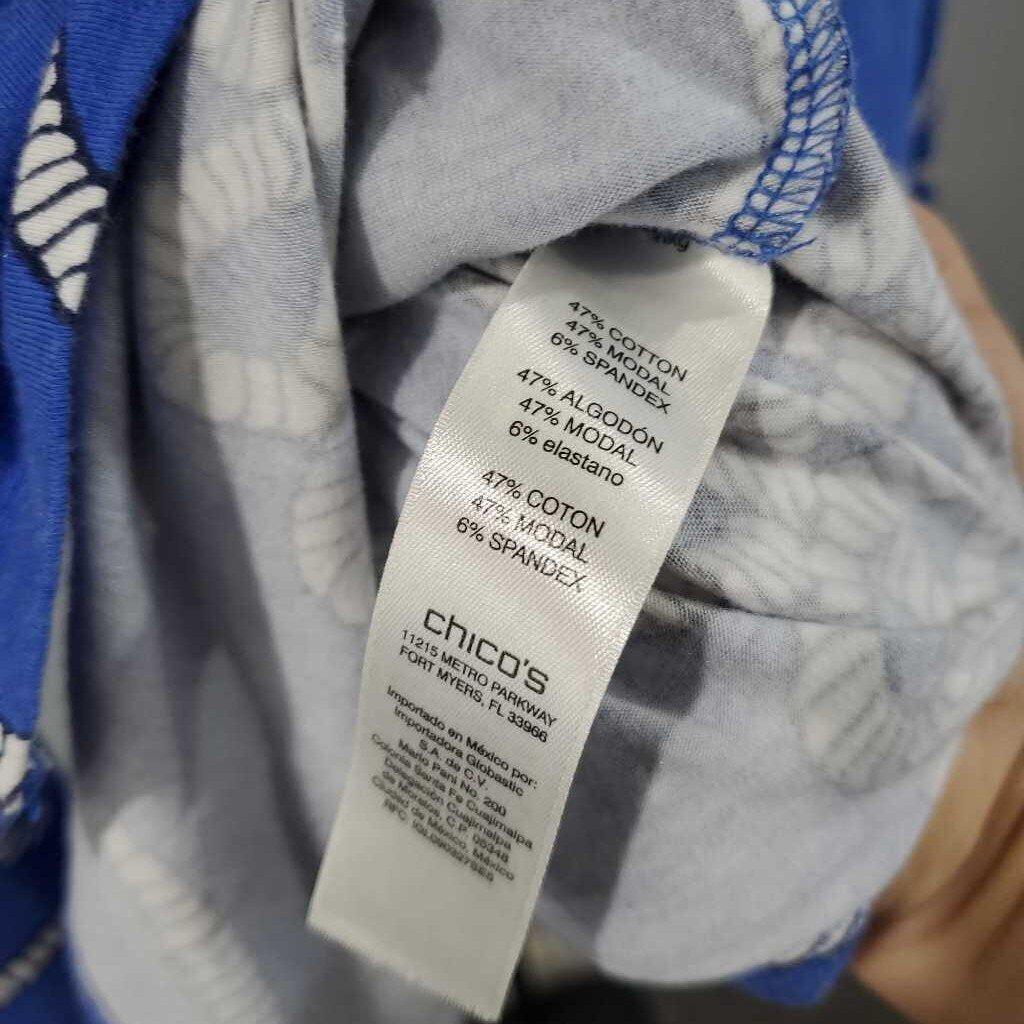 47% COTTON
47% MODAL
6% SPANDEX
47% ALGODÓN
47% MODAL
6% elastano
47% COTON
47% MODAL
6% SPANDEX
chico's
11215 METRO PARKWAY
FORT MYERS, FL 33966
Importado en México por:
Importadora Globastic
S.A. de C.V.
Mario Pani No. 200
Colonia Santa Fe Cuajimalpa
Delegación Cuajimalpa
de Morelos, C.P. 05348
Ciudad de México, México
RFC